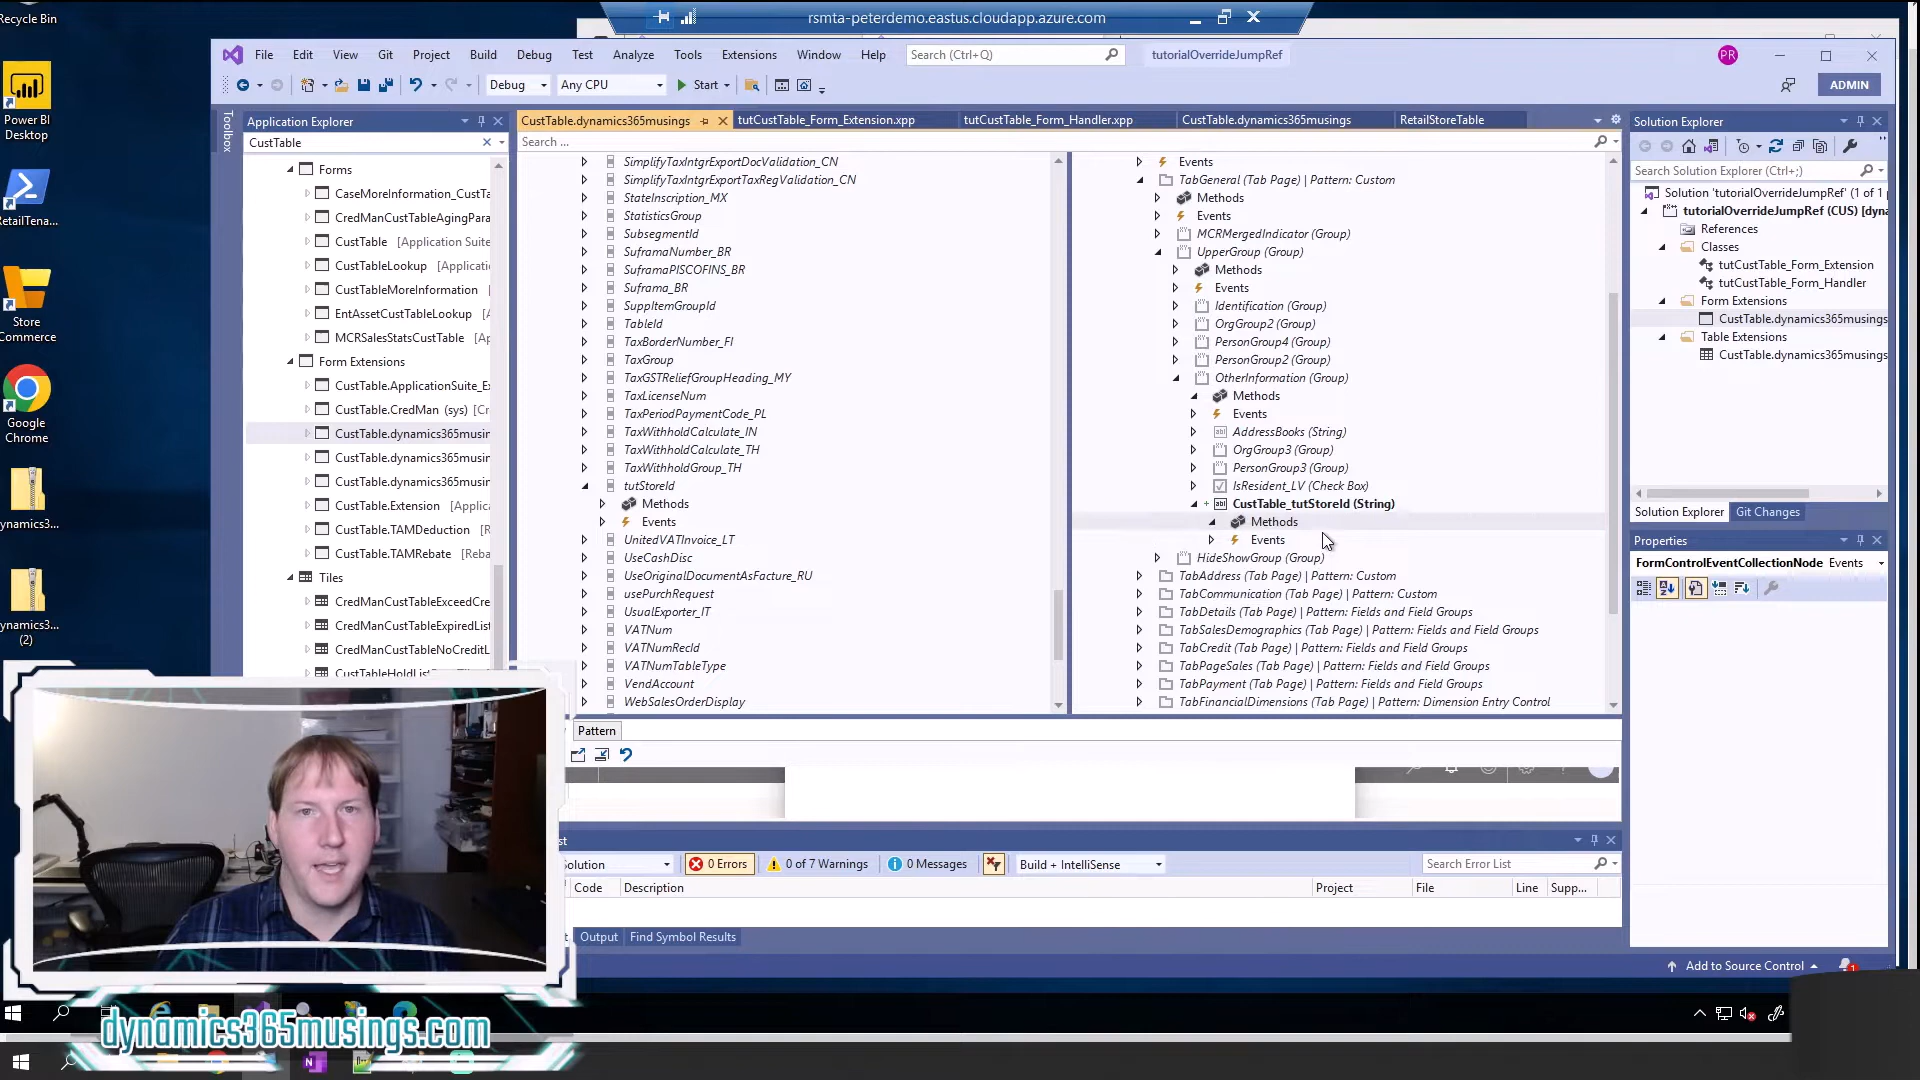 Recycle Bin
rsmta-peterdemo.eastus.cloudapp.azure.com
File Edit View Git Project Build Debug Test Analyze Tools Extensions Window Help Search (Ctrl+Q) tutorialOverrideJumpRef PR
Debug Any CPU Start ADMIN
Toolbox
Application Explorer
CustTable
Forms
CaseMoreInformation_CustTa
CredManCustTableAgingPara
CustTable [Application Suite
CustTableLookup [Applicatio
CustTableMoreInformation [
EntAssetCustTableLookup [
MCRSalesStatsCustTable [Ap
Form Extensions
CustTable.ApplicationSuite_Ex
CustTable.CredMan (sys) [Cr
CustTable.dynamics365musin
CustTable.dynamics365musin
CustTable.dynamics365musin
CustTable.Extension [Applicat
CustTable.TAMDeduction [R
CustTable.TAMRebate [Reba
Tiles
CredManCustTableExceedCre
CredManCustTableExpiredList
CredManCustTableNoCreditL
CustTableHoldList
CustTable.dynamics365musings tutCustTable_Form_Extension.xpp tutCustTable_Form_Handler.xpp CustTable.dynamics365musings RetailStoreTable
Search ...
SimplifyTaxIntgrExportDocValidation_CN
SimplifyTaxIntgrExportTaxRegValidation_CN
StateInscription_MX
StatisticsGroup
SubsegmentId
SuframaNumber_BR
SuframaPISCOFINS_BR
Suframa_BR
SuppItemGroupId
TableId
TaxBorderNumber_FI
TaxGroup
TaxGSTReliefGroupHeading_MY
TaxLicenseNum
TaxPeriodPaymentCode_PL
TaxWithholdCalculate_IN
TaxWithholdCalculate_TH
TaxWithholdGroup_TH
tutStoreId
Methods
Events
UnitedVATInvoice_LT
UseCashDisc
UseOriginalDocumentAsFacture_RU
usePurchRequest
UsualExporter_IT
VATNum
VATNumRecId
VATNumTableType
VendAccount
WebSalesOrderDisplay
Events
TabGeneral (Tab Page) | Pattern: Custom
Methods
Events
MCRMergedIndicator (Group)
UpperGroup (Group)
Methods
Events
Identification (Group)
OrgGroup2 (Group)
PersonGroup4 (Group)
PersonGroup2 (Group)
OtherInformation (Group)
Methods
Events
AddressBooks (String)
OrgGroup3 (Group)
PersonGroup3 (Group)
IsResident_LV (Check Box)
+ CustTable_tutStoreId (String)
Methods
Events
HideShowGroup (Group)
TabAddress (Tab Page) | Pattern: Custom
TabCommunication (Tab Page) | Pattern: Custom
TabDetails (Tab Page) | Pattern: Fields and Field Groups
TabSalesDemographics (Tab Page) | Pattern: Fields and Field Groups
TabCredit (Tab Page) | Pattern: Fields and Field Groups
TabPageSales (Tab Page) | Pattern: Fields and Field Groups
TabPayment (Tab Page) | Pattern: Fields and Field Groups
TabFinancialDimensions (Tab Page) | Pattern: Dimension Entry Control
Solution Explorer
Search Solution Explorer (Ctrl+;)
Solution 'tutorialOverrideJumpRef' (1 of 1
tutorialOverrideJumpRef (CUS) [dyna
References
Classes
tutCustTable_Form_Extension
tutCustTable_Form_Handler
Form Extensions
CustTable.dynamics365musings
Table Extensions
CustTable.dynamics365musings
Solution Explorer Git Changes
Properties
FormControlEventCollectionNode Events
Pattern
olution 0 Errors 0 of 7 Warnings 0 Messages Build + IntelliSense Search Error List
Code Description Project File Line Supp...
Output Find Symbol Results
Add to Source Control 1
Power BI
Desktop
RetailTena...
Store
Commerce
Google
Chrome
ynamics3...
ynamics3...
(2)
dynamics365musings.com